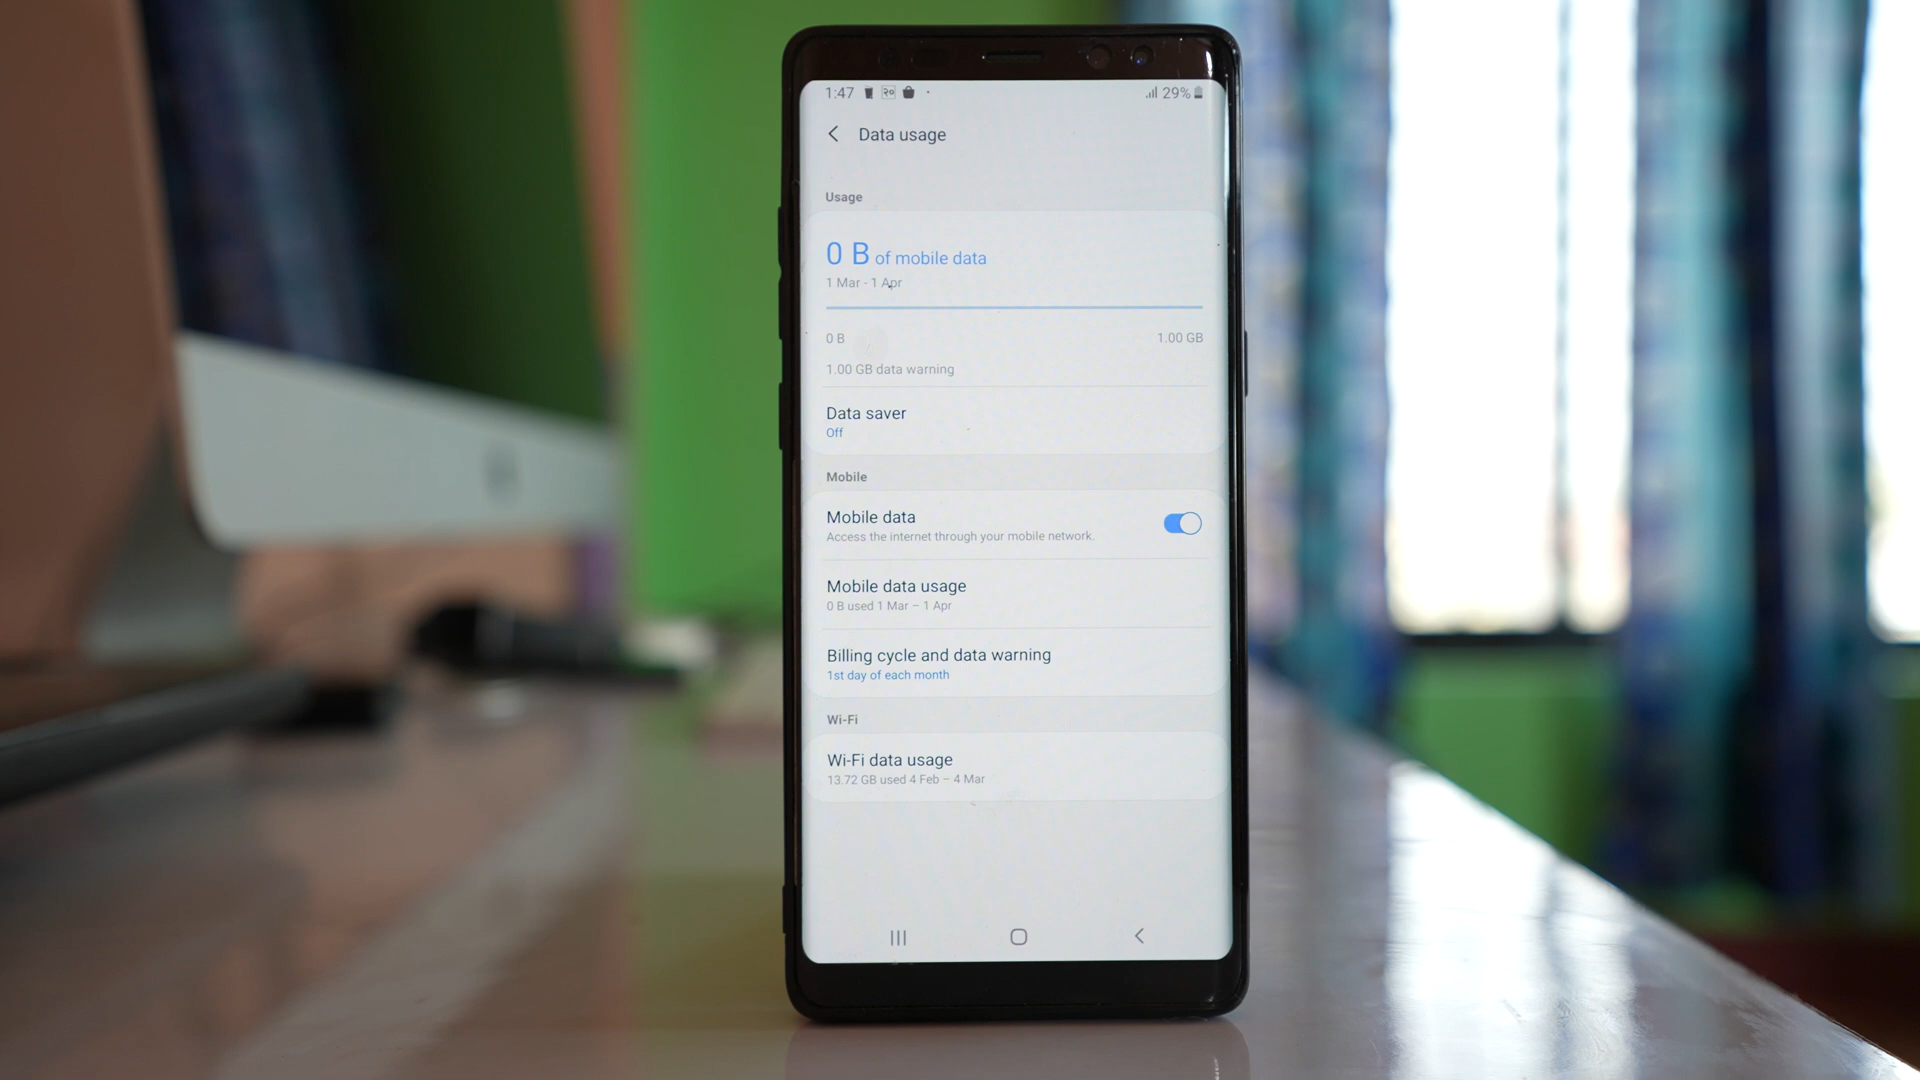 1:47
29%
Data usage
Usage
0 B of mobile data
1 Mar - 1 Apr
0 B 1.00 GB
1.00 GB data warning
Data saver
Off
Mobile
Mobile data
Access the internet through your mobile network.
Mobile data usage
0 B used 1 Mar – 1 Apr
Billing cycle and data warning
1st day of each month
Wi-Fi
Wi-Fi data usage
13.72 GB used 4 Feb – 4 Mar